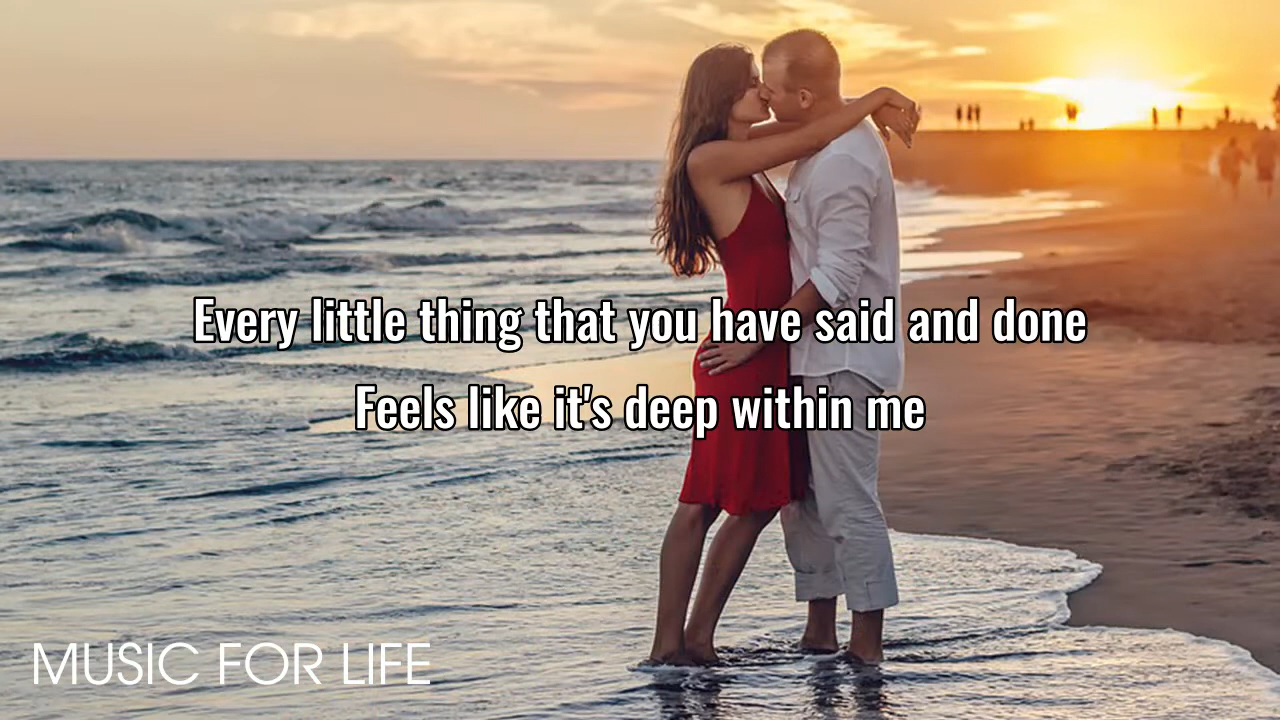 Every little thing that you have said and done
Feels like it's deep within me
MUSIC FOR LIFE